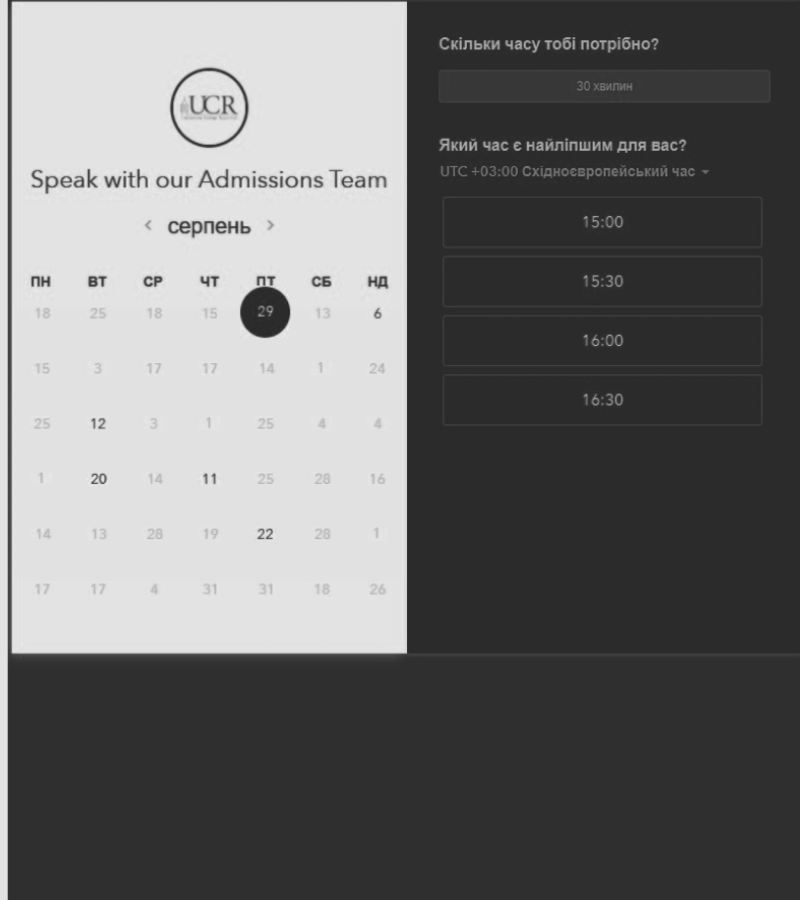 UCR
Speak with our Admissions Team
серпень
ПН ВТ СР ЧТ ПТ СБ НД
18 25 18 15 29 13 6
15 3 17 17 14 1 24
25 12 3 1 25 4 4
1 20 14 11 25 28 16
14 13 28 19 22 28 1
17 17 4 31 31 18 26
Скільки часу тобі потрібно?
30 хвилин
Який час є найліпшим для вас?
UTC +03:00 Східноєвропейський час
15:00
15:30
16:00
16:30